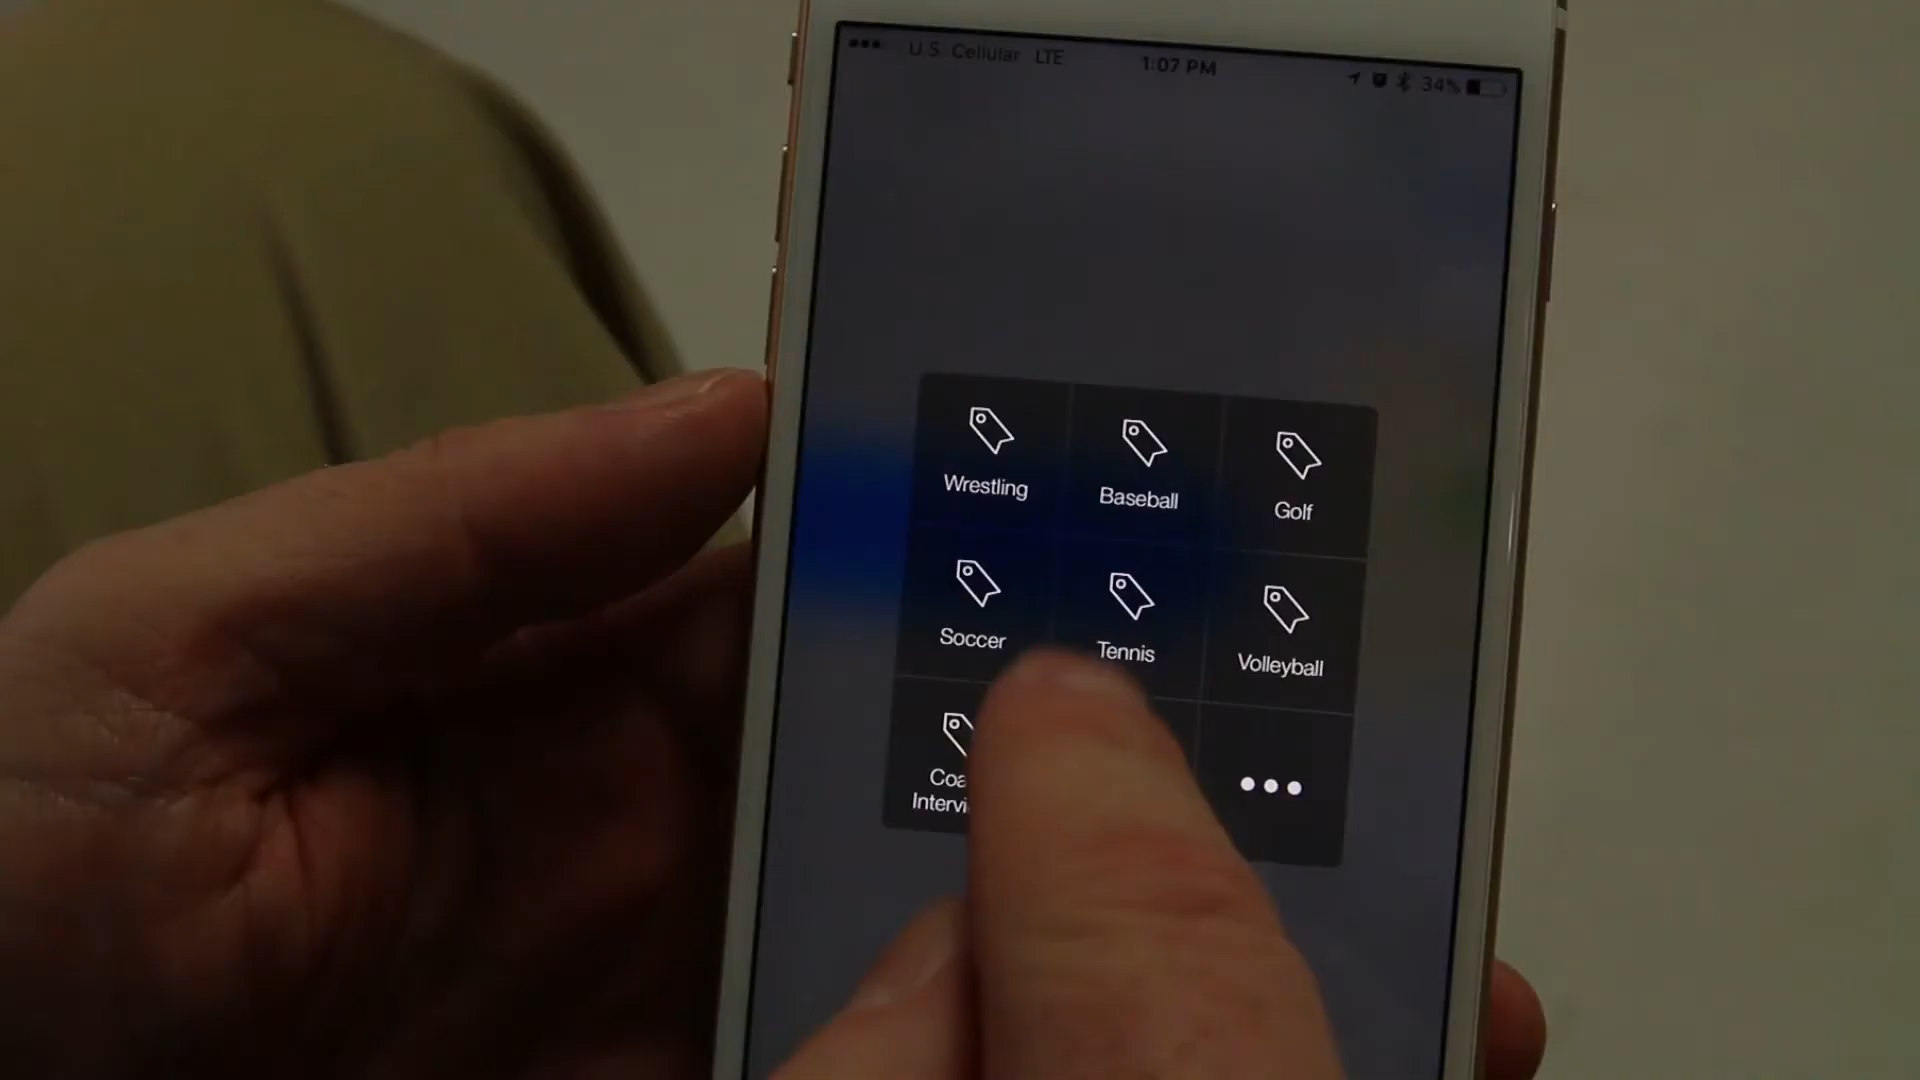 U.S. Cellular LTE 1:07 PM 34%
Wrestling Baseball Golf
Soccer Tennis Volleyball